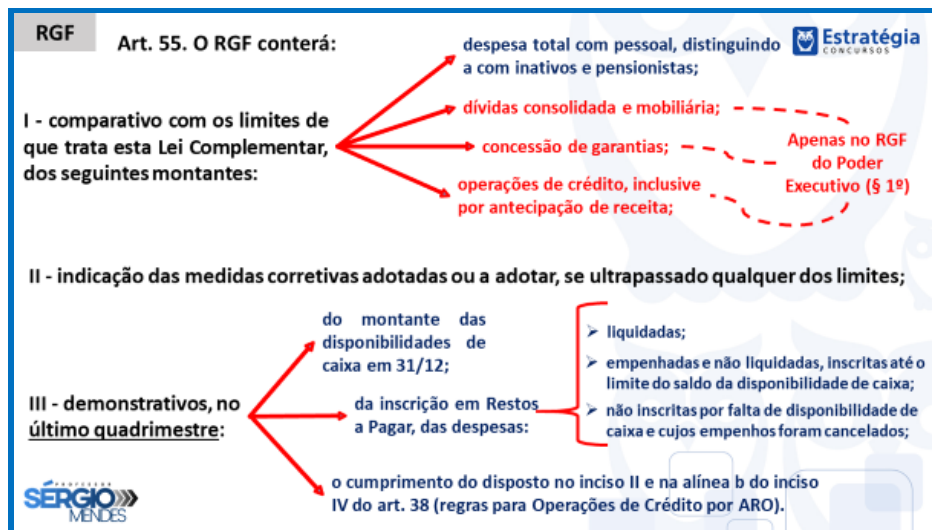 RGF
Art. 55. O RGF conterá:
Estratégia
CONCURSOS
despesa total com pessoal, distinguindo
a com inativos e pensionistas;
I - comparativo com os limites de
que trata esta Lei Complementar,
dos seguintes montantes:
dívidas consolidada e mobiliária;
concessão de garantias;
operações de crédito, inclusive
por antecipação de receita;
Apenas no RGF
do Poder
Executivo (§ 1º)
II - indicação das medidas corretivas adotadas ou a adotar, se ultrapassado qualquer dos limites;
III - demonstrativos, no
último quadrimestre:
do montante das
disponibilidades de
caixa em 31/12;
da inscrição em Restos
a Pagar, das despesas:
➢ liquidadas;
➢ empenhadas e não liquidadas, inscritas até o
limite do saldo da disponibilidade de caixa;
➢ não inscritas por falta de disponibilidade de
caixa e cujos empenhos foram cancelados;
o cumprimento do disposto no inciso II e na alínea b do inciso
IV do art. 38 (regras para Operações de Crédito por ARO).
PROFESSOR
SÉRGIO
MENDES